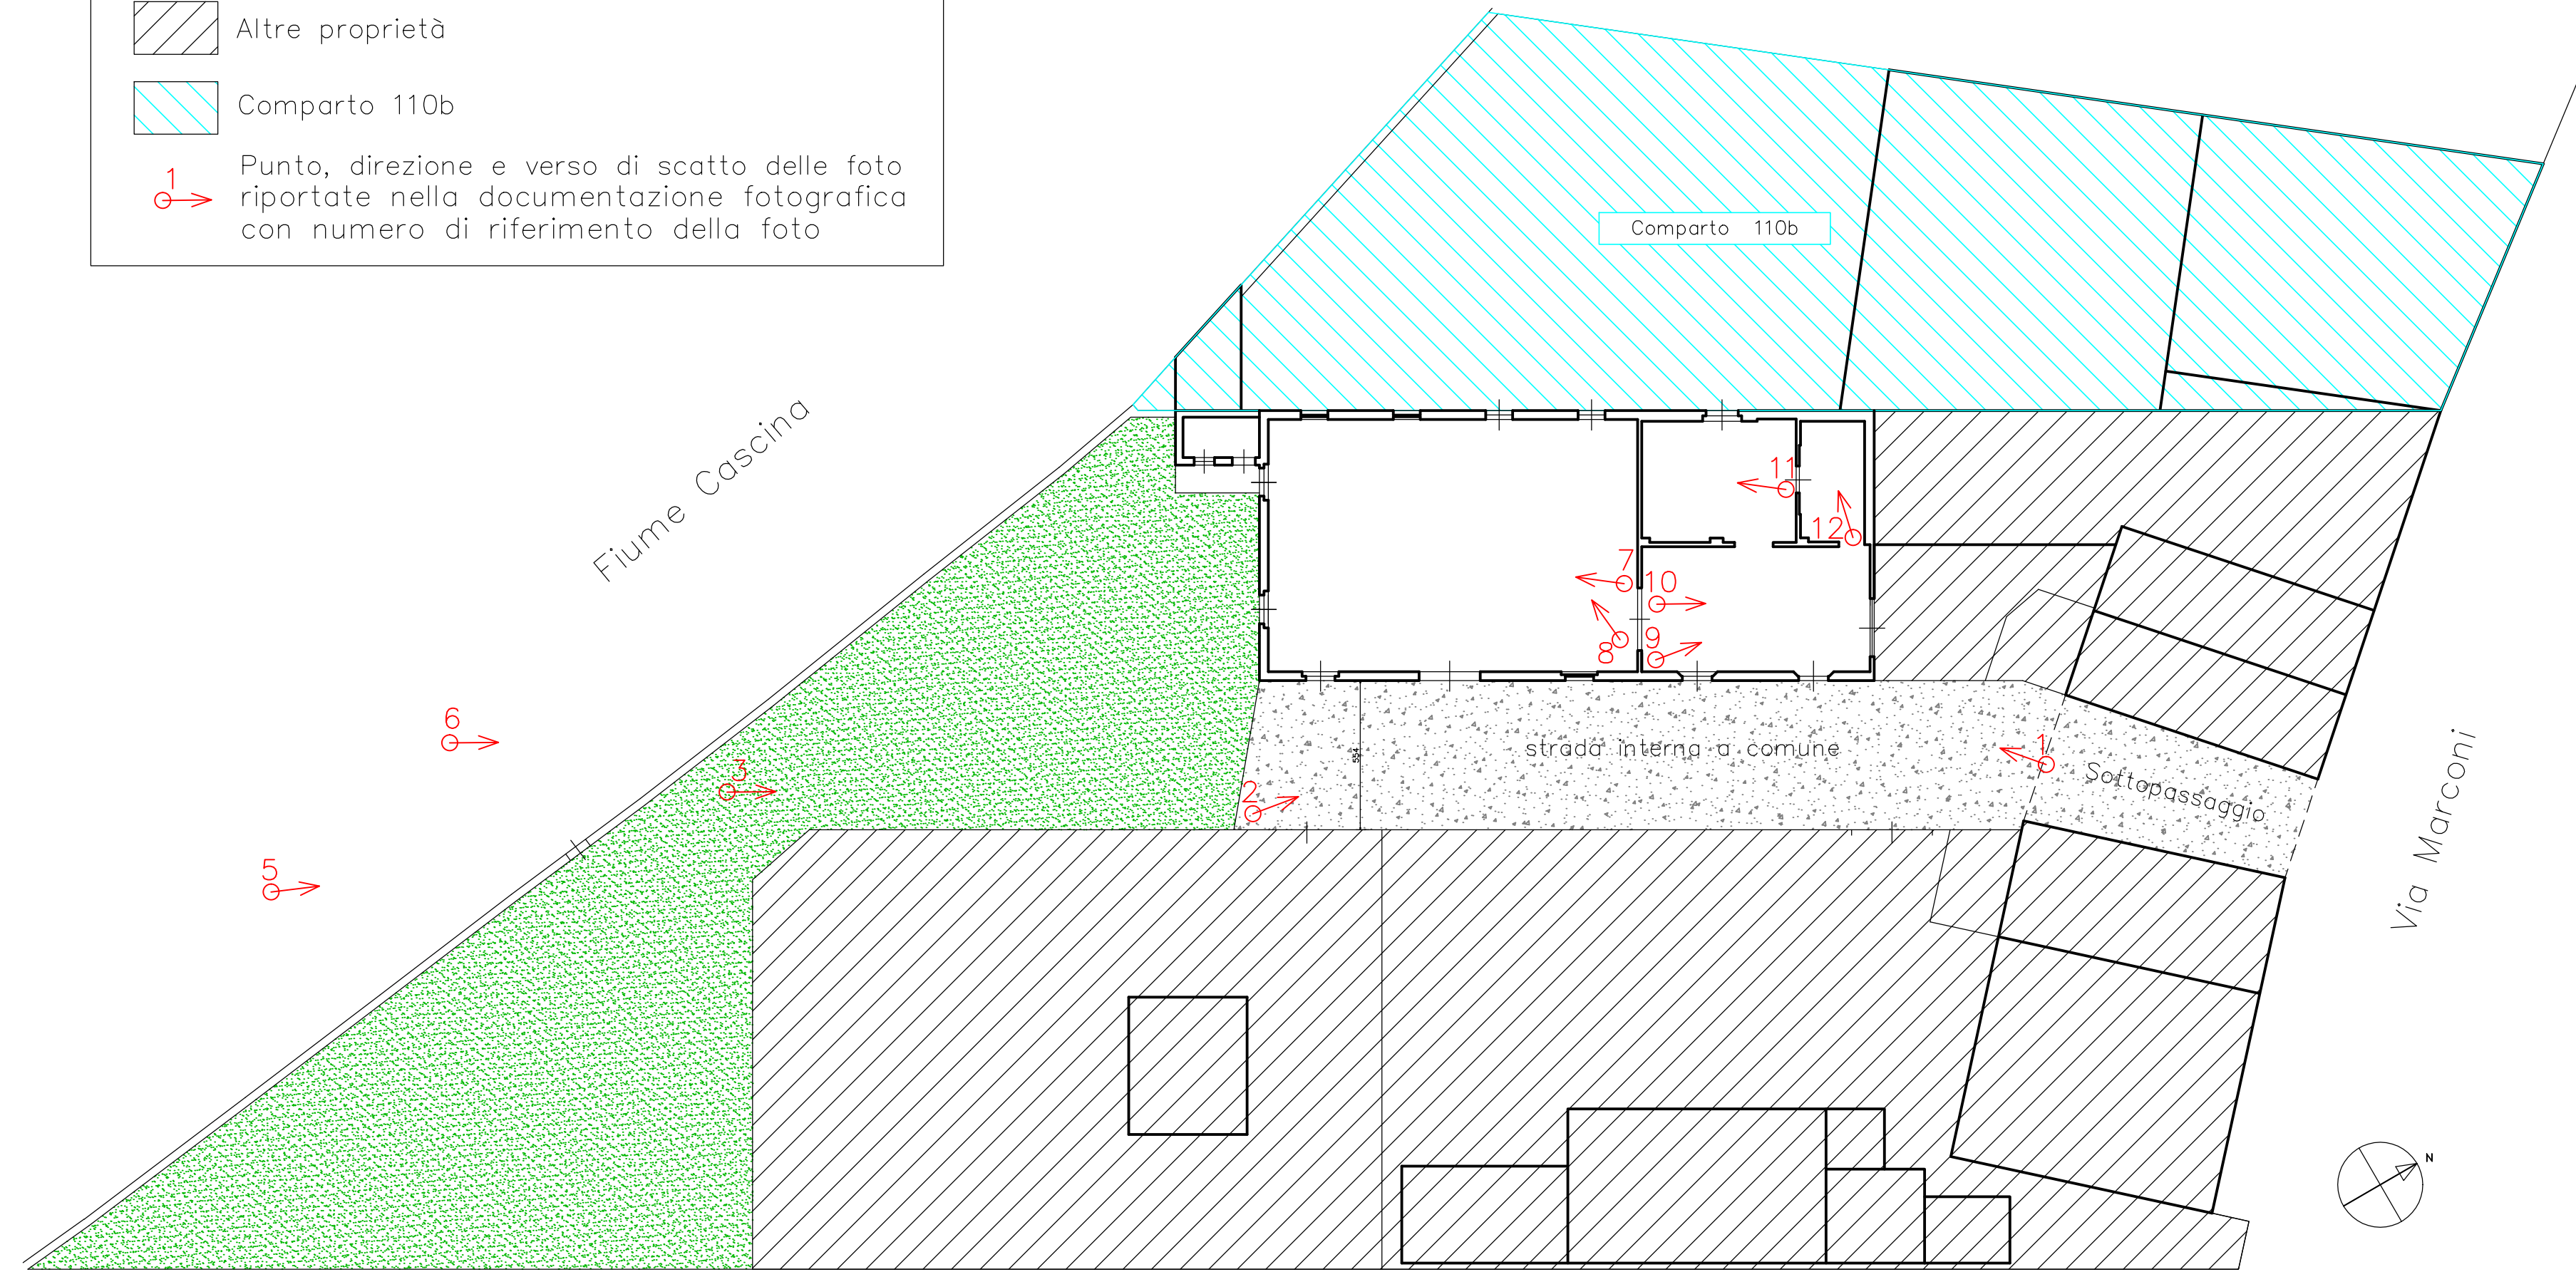 Altre proprietà
Comparto 110b
1
Punto, direzione e verso di scatto delle foto
riportate nella documentazione fotografica
con numero di riferimento della foto
Comparto 110b
Fiume Cascina
11
12
7
10
8
9
6
3
5
2
554
strada interna a comune
1
Sottopassaggio
Via Marconi
N